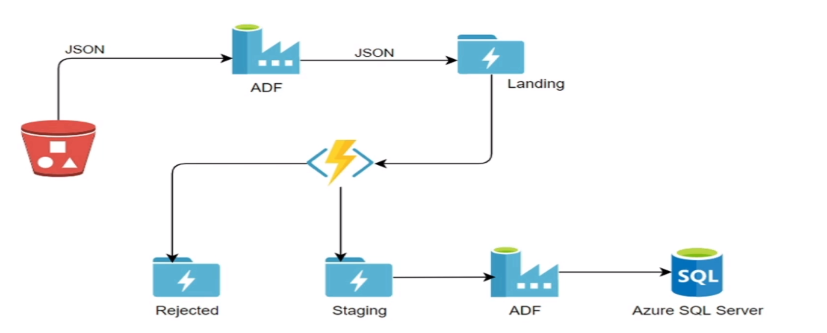 JSON
JSON
ADF
Landing
Rejected
Staging
ADF
SQL
Azure SQL Server